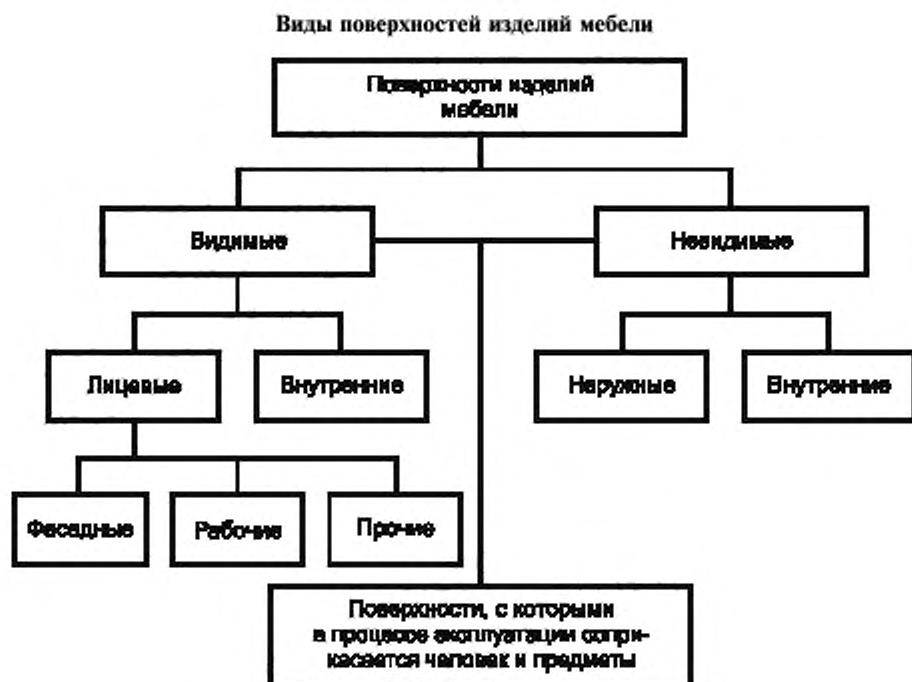 Виды поверхностей изделий мебели
Поверхности изделий
мебели
Видимые
Невидимые
Лицевые
Внутренние
Наружные
Внутренние
Фасадные
Рабочие
Прочие
Поверхности, с которыми
в процессе эксплуатации сопри-
касается человек и предметы